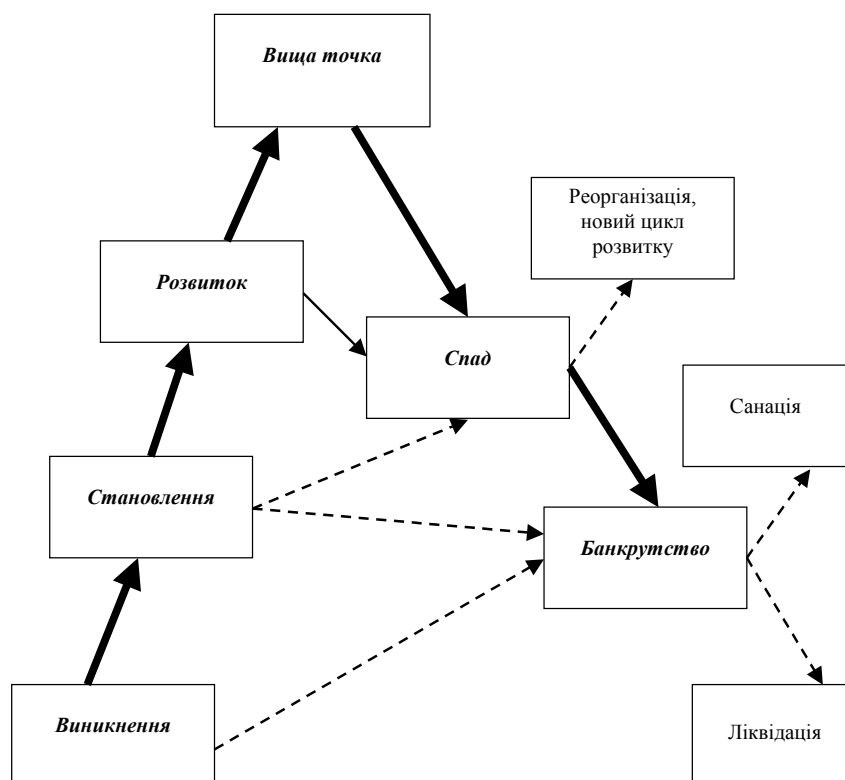 Вища точка
Реорганізація,
новий цикл
розвитку
Розвиток
Спад
Санація
Становлення
Банкрутство
Виникнення
Ліквідація